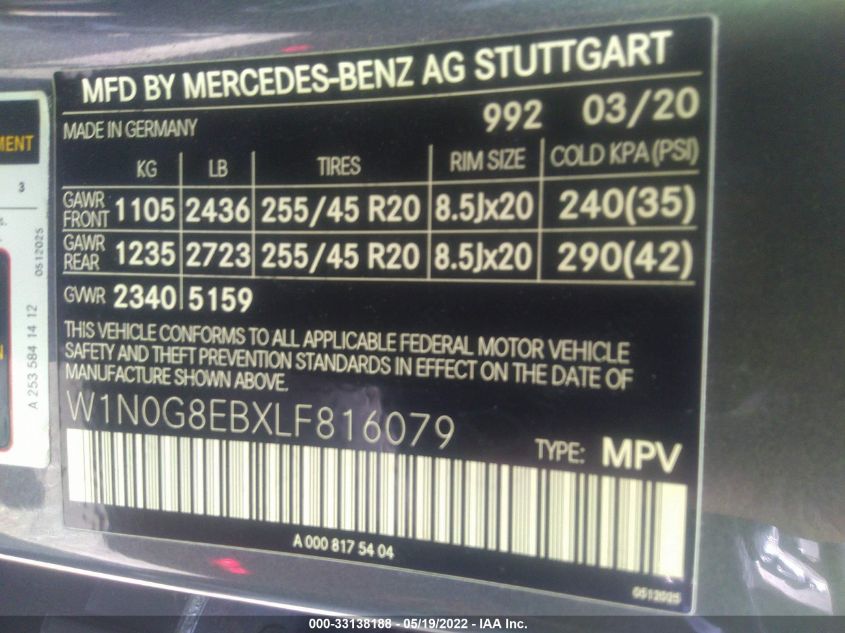 MFD BY MERCEDES-BENZ AG STUTTGART
MADE IN GERMANY 992 03/20
KG LB TIRES RIM SIZE COLD KPA (PSI)
GAWR FRONT 1105 2436 255/45 R20 8.5Jx20 240(35)
GAWR REAR 1235 2723 255/45 R20 8.5Jx20 290(42)
GVWR 2340 5159
THIS VEHICLE CONFORMS TO ALL APPLICABLE FEDERAL MOTOR VEHICLE
SAFETY AND THEFT PREVENTION STANDARDS IN EFFECT ON THE DATE OF
MANUFACTURE SHOWN ABOVE.
W1N0G8EBXLF816079
TYPE: MPV
A 000 817 54 04
0512025
MENT
3
0512025
A 253 584 14 12
N
000-33138188 - 05/19/2022 - IAA Inc.